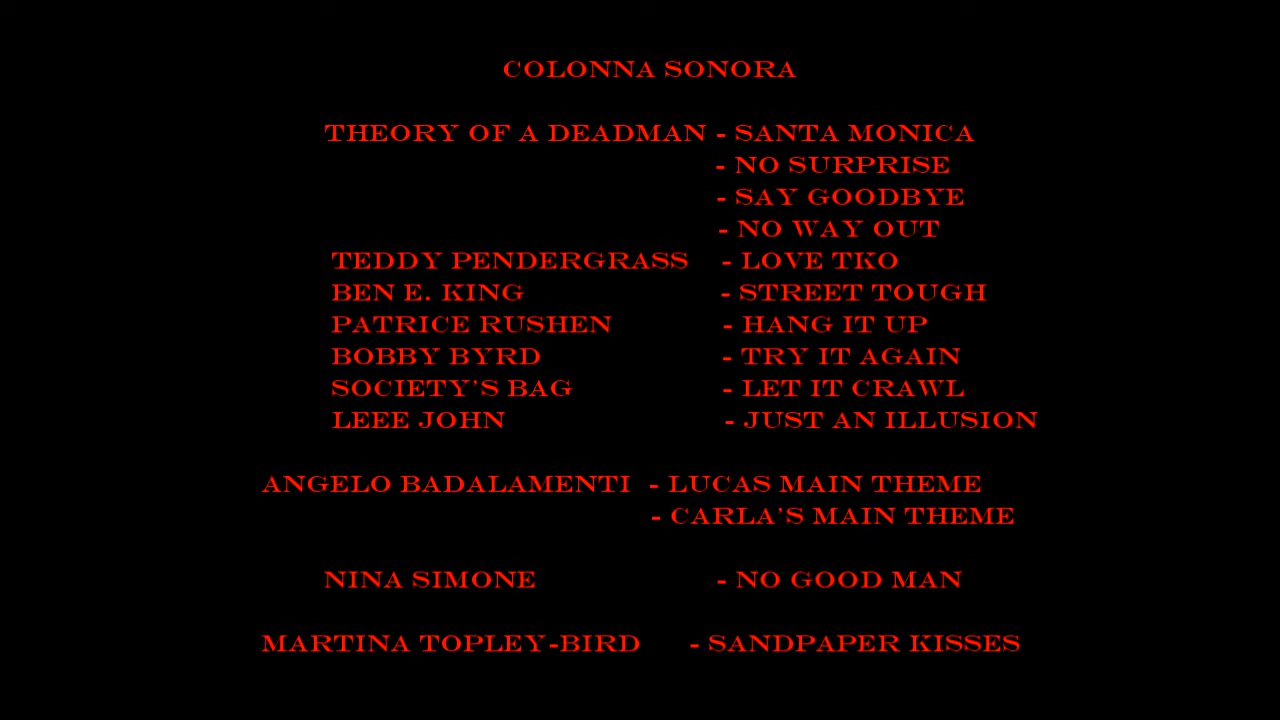 COLONNA SONORA
THEORY OF A DEADMAN - SANTA MONICA
- NO SURPRISE
- SAY GOODBYE
- NO WAY OUT
TEDDY PENDERGRASS - LOVE TKO
BEN E. KING - STREET TOUGH
PATRICE RUSHEN - HANG IT UP
BOBBY BYRD - TRY IT AGAIN
SOCIETY'S BAG - LET IT CRAWL
LEEE JOHN - JUST AN ILLUSION
ANGELO BADALAMENTI - LUCAS MAIN THEME
- CARLA'S MAIN THEME
NINA SIMONE - NO GOOD MAN
MARTINA TOPLEY-BIRD - SANDPAPER KISSES